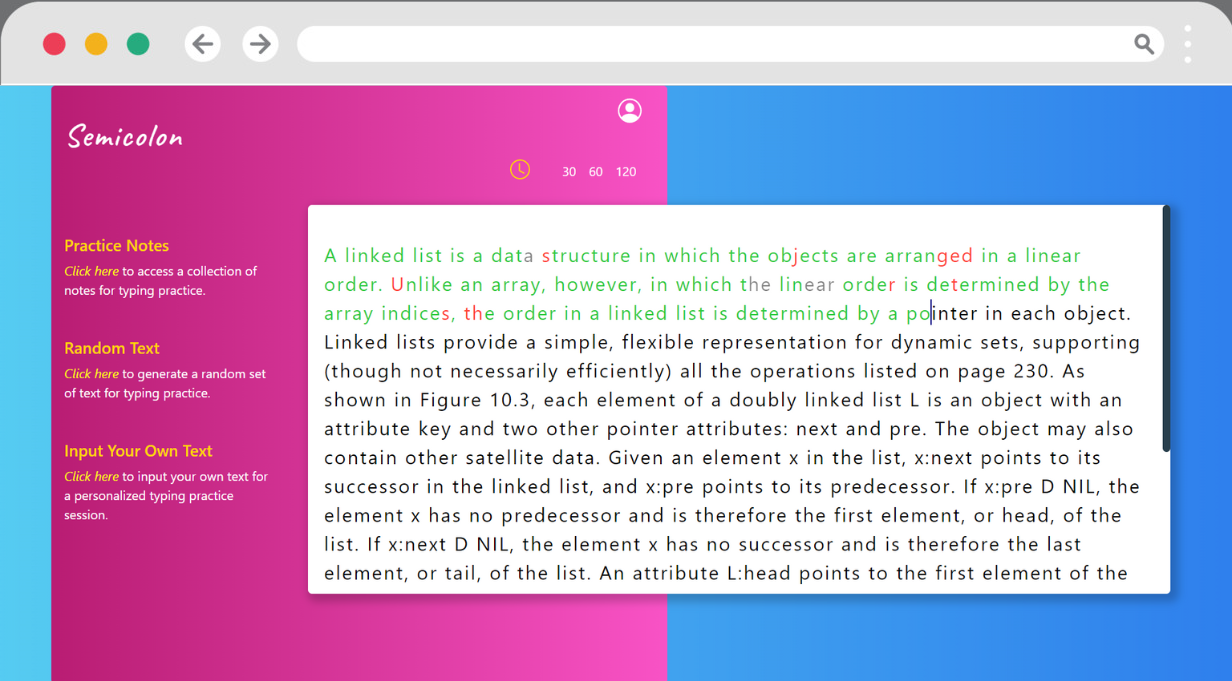 Semicolon
30 60 120
Practice Notes
Click here to access a collection of
notes for typing practice.
Random Text
Click here to generate a random set
of text for typing practice.
Input Your Own Text
Click here to input your own text for
a personalized typing practice
session.
A linked list is a data structure in which the objects are arranged in a linear
order. Unlike an array, however, in which the linear order is determined by the
array indices, the order in a linked list is determined by a pointer in each object.
Linked lists provide a simple, flexible representation for dynamic sets, supporting
(though not necessarily efficiently) all the operations listed on page 230. As
shown in Figure 10.3, each element of a doubly linked list L is an object with an
attribute key and two other pointer attributes: next and pre. The object may also
contain other satellite data. Given an element x in the list, x:next points to its
successor in the linked list, and x:pre points to its predecessor. If x:pre D NIL, the
element x has no predecessor and is therefore the first element, or head, of the
list. If x:next D NIL, the element x has no successor and is therefore the last
element, or tail, of the list. An attribute L:head points to the first element of the